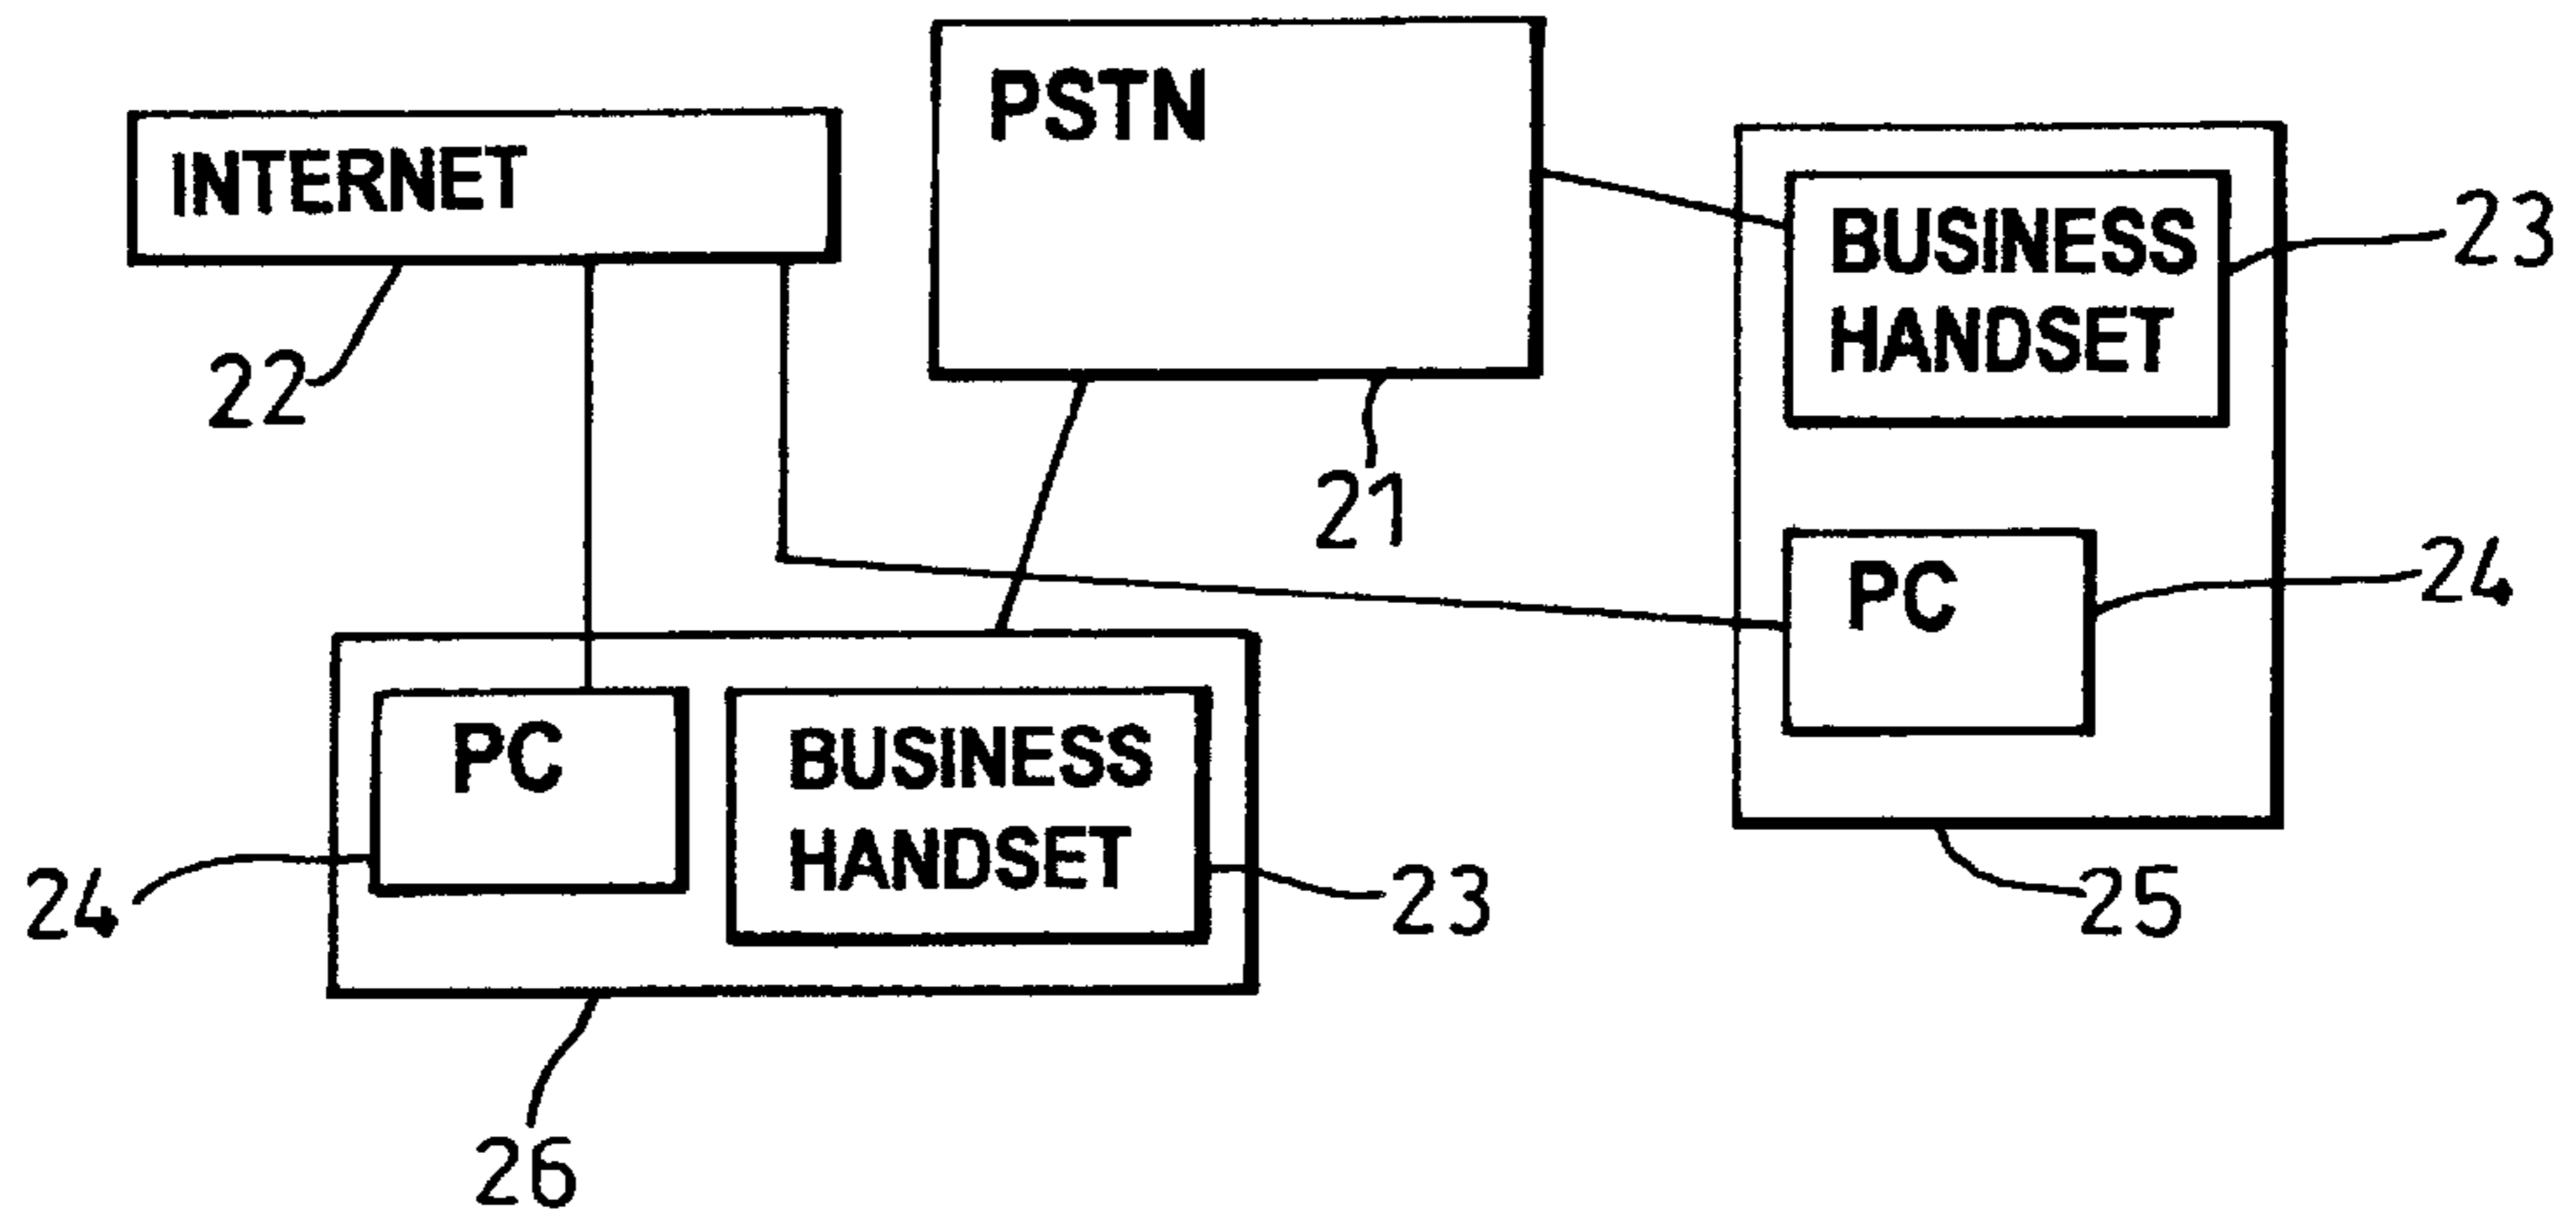 PSTN
INTERNET
BUSINESS
HANDSET
23
22
21
PC
24
PC
BUSINESS
HANDSET
24
23
25
26